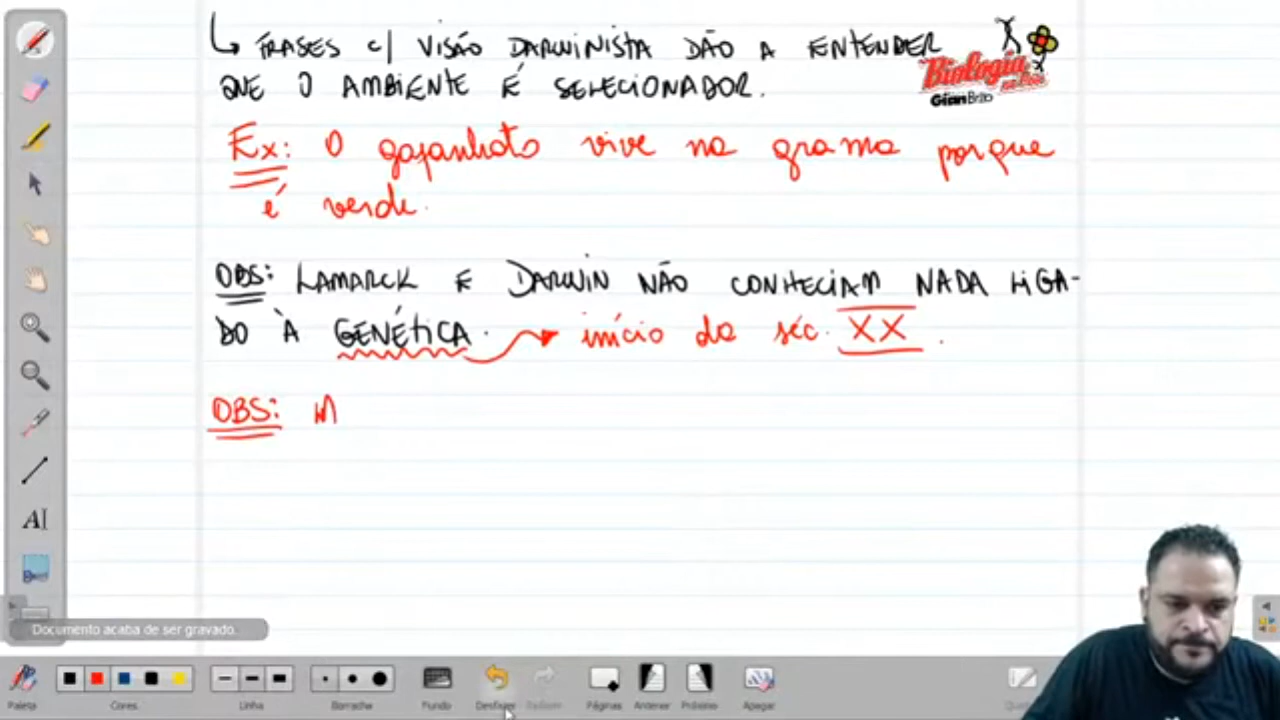 ↳ FRASES C/ VISÃO DARWINISTA DÃO A ENTENDER
QUE O AMBIENTE É SELECIONADOR.
Biologia
Gian Brito
Ex: O gafanhoto vive na grama porque
é verde.
OBS: LAMARCK E DARWIN NÃO CONHECIAM NADA LIGA-
DO À GENÉTICA. → início do séc. XX.
OBS: M
AI
Documento acaba de ser gravado.
Paleta Cores Linha Borracha Fundo Desfazer Refazer Páginas Anterior Próximo Apagar